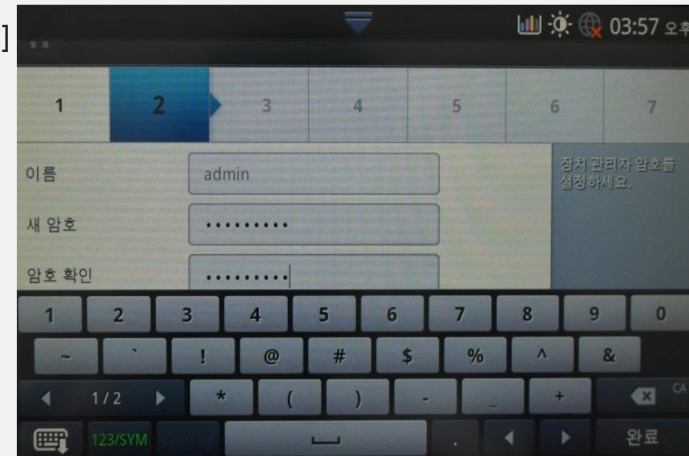 ]
03:57 오후
1 2 3 4 5 6 7
이름 admin
장치 관리자 암호를
설정하세요.
새 암호 •••••••••
암호 확인 •••••••••
1 2 3 4 5 6 7 8 9 0
~ ` ! @ # $ % ^ &
1/2 * ( ) - _ + CA
123/SYM . 완료